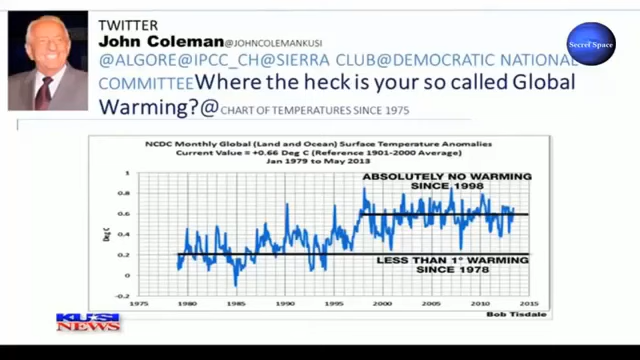 TWITTER
John Coleman@JOHNCOLEMANKUSI
@ALGORE@IPCC_CH@SIERRA CLUB@DEMOCRATIC NATIONAL
COMMITTEEWhere the heck is your so called Global
Warming?@CHART OF TEMPERATURES SINCE 1975
Secret Space
NCDC Monthly Global (Land and Ocean) Surface Temperature Anomalies
Current Value = +0.66 Deg C (Reference 1901-2000 Average)
Jan 1979 to May 2013
ABSOLUTELY NO WARMING
SINCE 1998
LESS THAN 1° WARMING
SINCE 1978
Deg C
1
0.8
0.6
0.4
0.2
0
-0.2
1975 1980 1985 1990 1995 2000 2005 2010 2015
Bob Tisdale
KUSI
NEWS